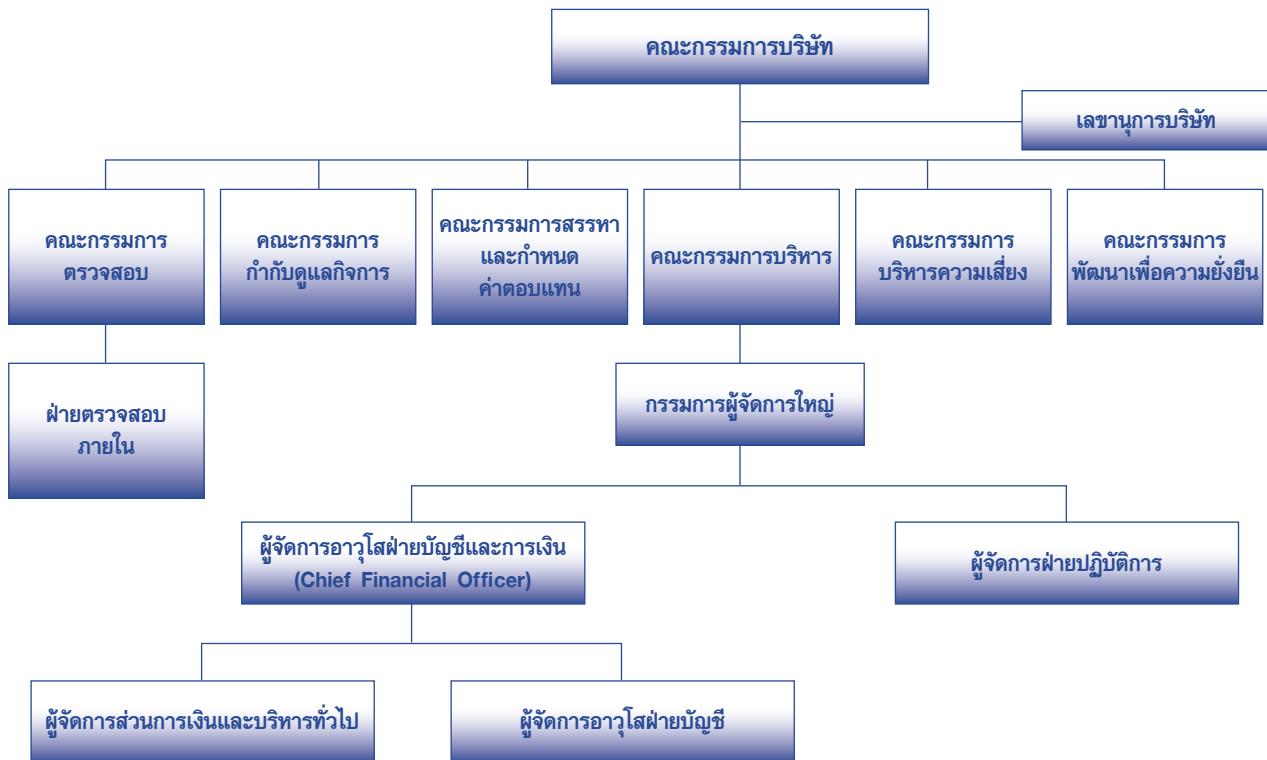 คณะกรรมการบริษัท
เลขานุการบริษัท
คณะกรรมการ
ตรวจสอบ
คณะกรรมการ
กำกับดูแลกิจการ
คณะกรรมการสรรหา
และกำหนด
ค่าตอบแทน
คณะกรรมการบริหาร
คณะกรรมการ
บริหารความเสี่ยง
คณะกรรมการ
พัฒนาเพื่อความยั่งยืน
ฝ่ายตรวจสอบ
ภายใน
กรรมการผู้จัดการใหญ่
ผู้จัดการอาวุโสฝ่ายบัญชีและการเงิน
(Chief Financial Officer)
ผู้จัดการฝ่ายปฏิบัติการ
ผู้จัดการส่วนการเงินและบริหารทั่วไป
ผู้จัดการอาวุโสฝ่ายบัญชี